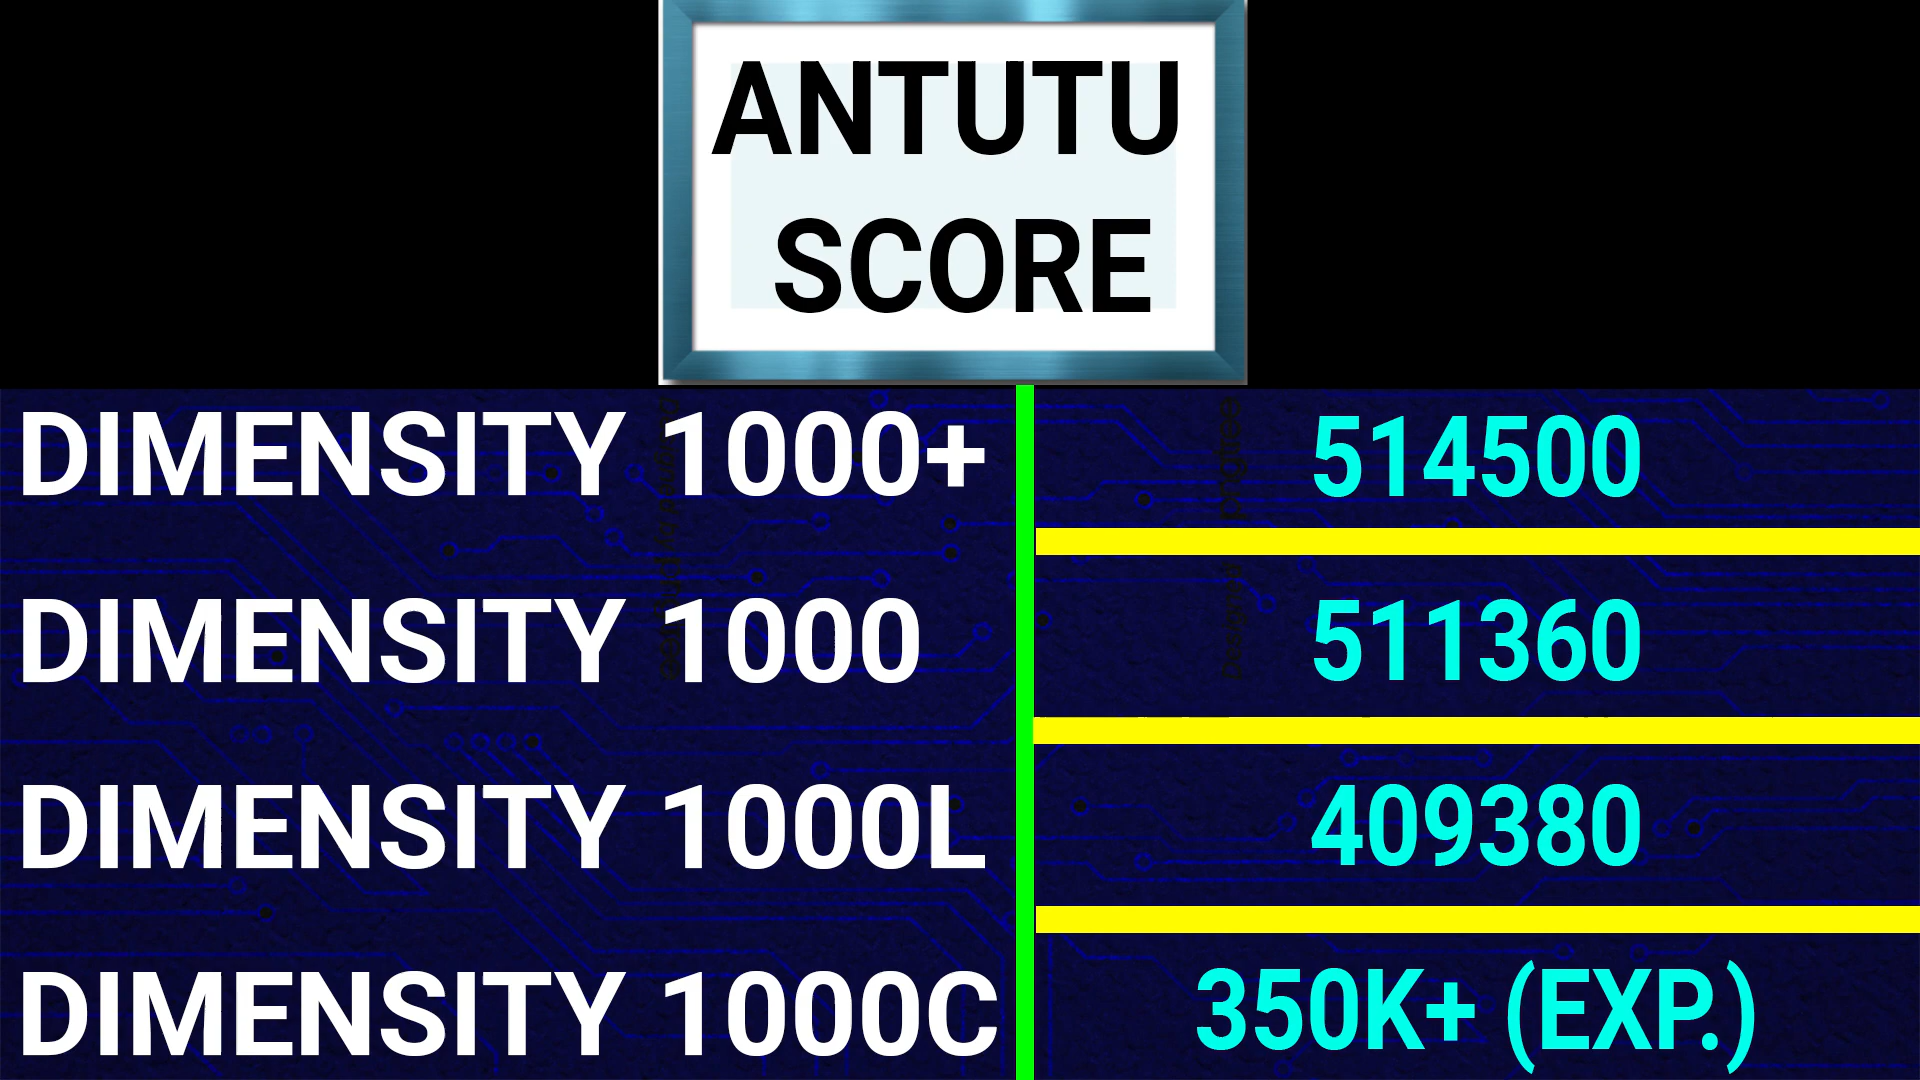 ANTUTU
SCORE
DIMENSITY 1000+ 514500
DIMENSITY 1000 511360
DIMENSITY 1000L 409380
DIMENSITY 1000C 350K+ (EXP.)